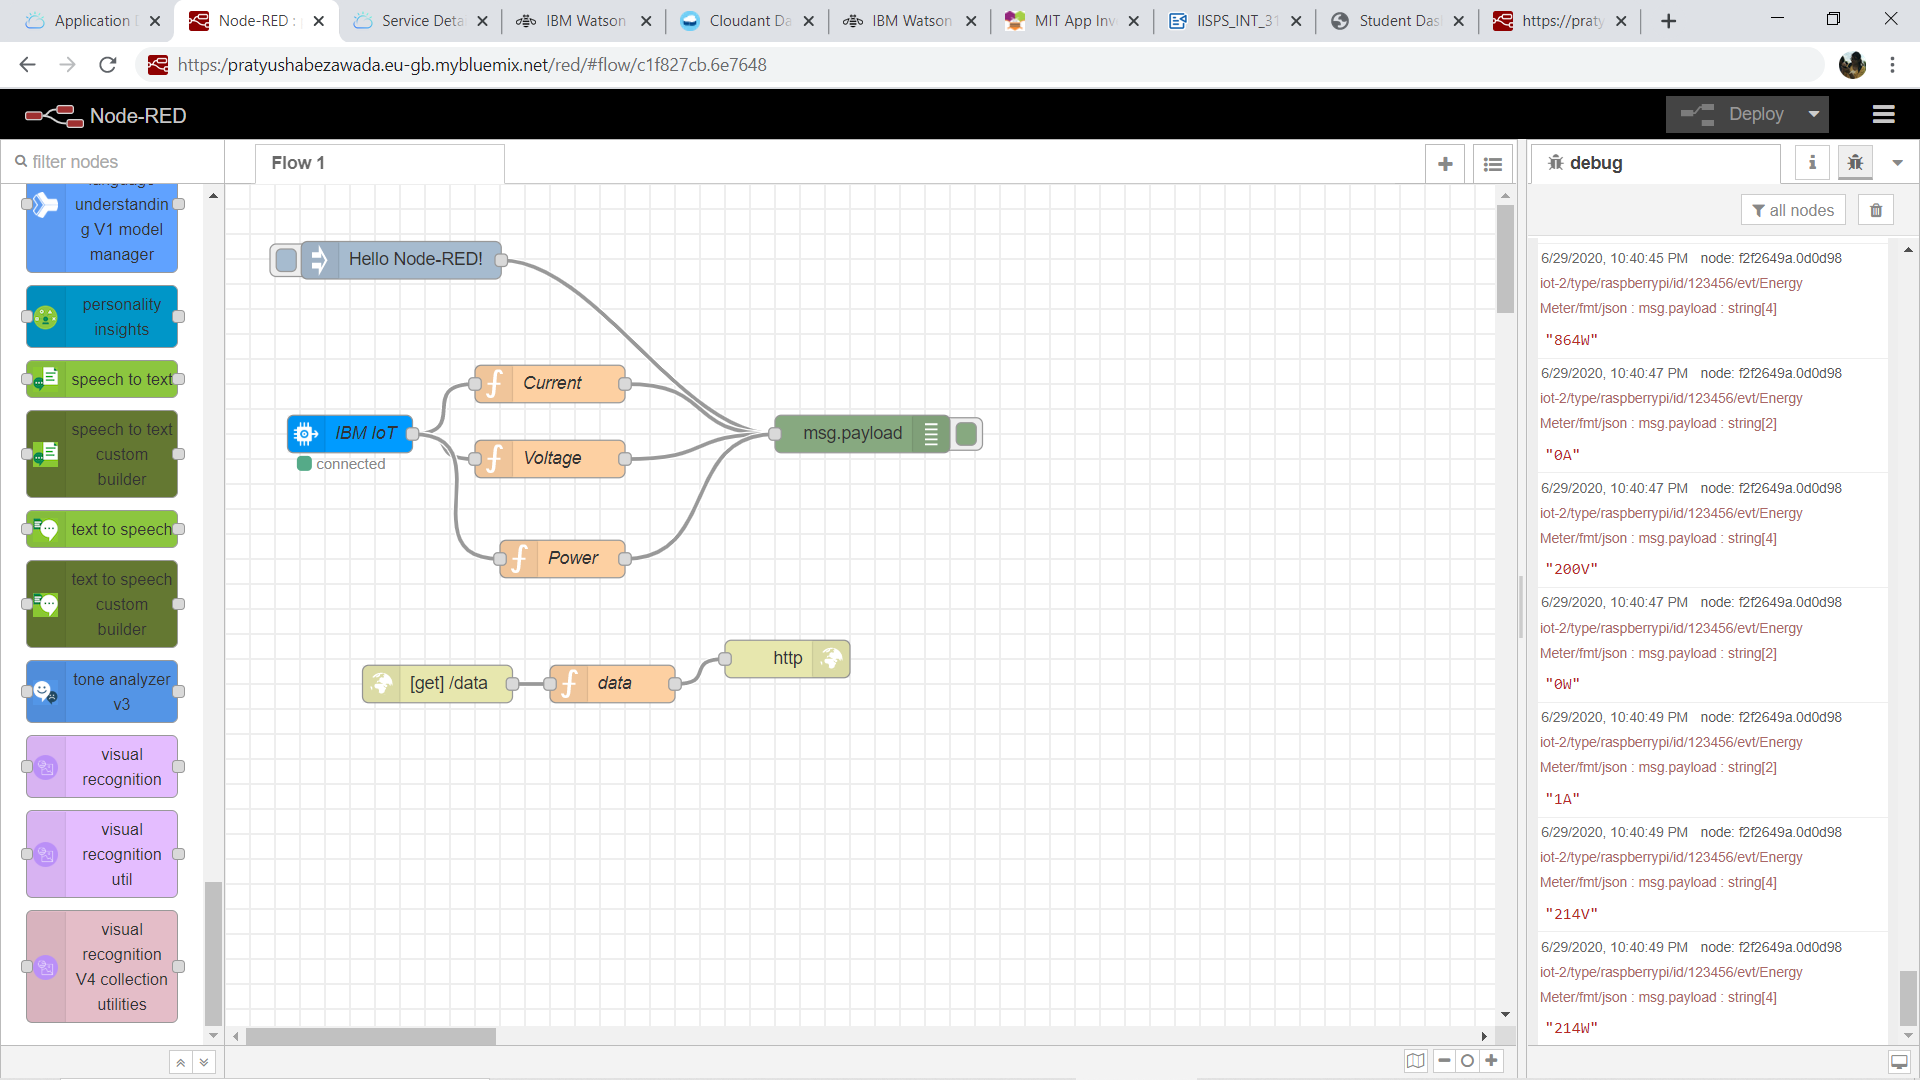 Application D
Node-RED : p
Service Detai
IBM Watson
Cloudant Da
IBM Watson
MIT App Inv
IISPS_INT_31
Student Das
https://praty
https:/pratyushabezawada.eu-gb.mybluemix.net/red/#flow/c1f827cb.6e7648
Node-RED
Deploy
filter nodes
Flow 1
debug
i
all nodes
language
understandin
g V1 model
manager
personality
insights
speech to text
speech to text
custom
builder
text to speech
text to speech
custom
builder
tone analyzer
v3
visual
recognition
visual
recognition
util
visual
recognition
V4 collection
utilities
Hello Node-RED!
Current
IBM IoT
connected
Voltage
msg.payload
Power
[get] /data
data
http
6/29/2020, 10:40:45 PM node: f2f2649a.0d0d98
iot-2/type/raspberrypi/id/123456/evt/Energy
Meter/fmt/json : msg.payload : string[4]
"864W"
6/29/2020, 10:40:47 PM node: f2f2649a.0d0d98
iot-2/type/raspberrypi/id/123456/evt/Energy
Meter/fmt/json : msg.payload : string[2]
"0A"
6/29/2020, 10:40:47 PM node: f2f2649a.0d0d98
iot-2/type/raspberrypi/id/123456/evt/Energy
Meter/fmt/json : msg.payload : string[4]
"200V"
6/29/2020, 10:40:47 PM node: f2f2649a.0d0d98
iot-2/type/raspberrypi/id/123456/evt/Energy
Meter/fmt/json : msg.payload : string[2]
"0W"
6/29/2020, 10:40:49 PM node: f2f2649a.0d0d98
iot-2/type/raspberrypi/id/123456/evt/Energy
Meter/fmt/json : msg.payload : string[2]
"1A"
6/29/2020, 10:40:49 PM node: f2f2649a.0d0d98
iot-2/type/raspberrypi/id/123456/evt/Energy
Meter/fmt/json : msg.payload : string[4]
"214V"
6/29/2020, 10:40:49 PM node: f2f2649a.0d0d98
iot-2/type/raspberrypi/id/123456/evt/Energy
Meter/fmt/json : msg.payload : string[4]
"214W"